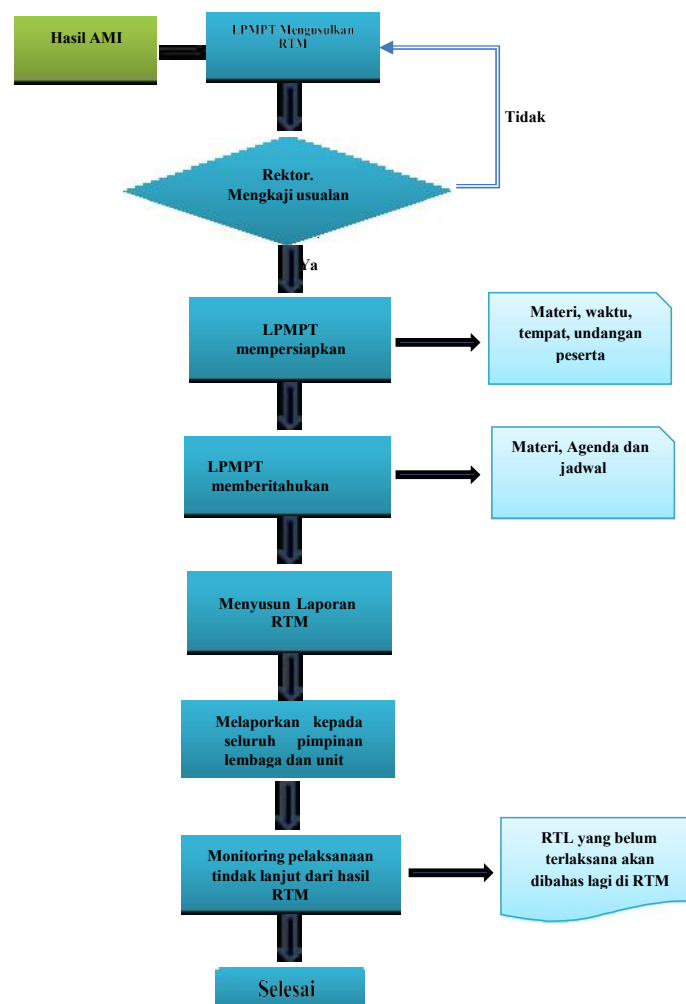 Hasil AMI
LPMPT Mengusulkan
RTM
Tidak
Rektor.
Mengkaji usualan
Ya
LPMPT
mempersiapkan
Materi, waktu,
tempat, undangan
peserta
LPMPT
memberitahukan
Materi, Agenda dan
jadwal
Menyusun Laporan
RTM
Melaporkan kepada
seluruh pimpinan
lembaga dan unit
Monitoring pelaksanaan
tindak lanjut dari hasil
RTM
RTL yang belum
terlaksana akan
dibahas lagi di RTM
Selesai